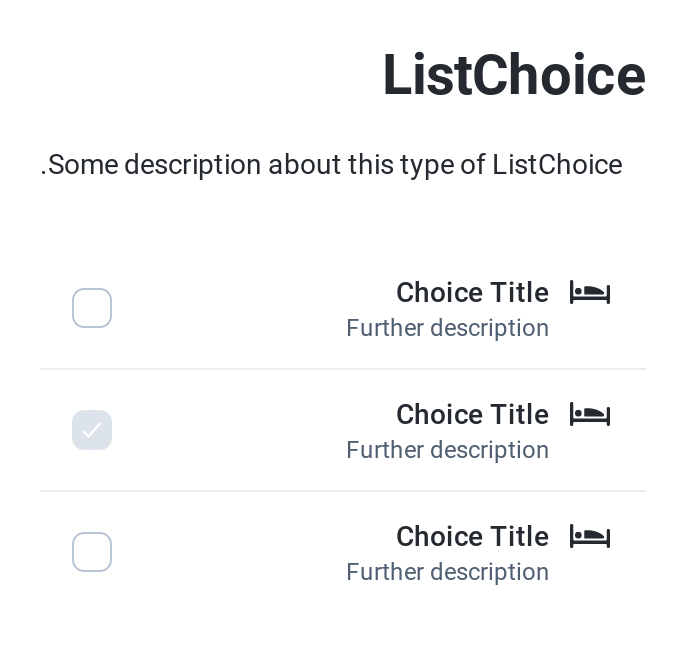 ListChoice
.Some description about this type of ListChoice
Choice Title
Further description
Choice Title
Further description
Choice Title
Further description